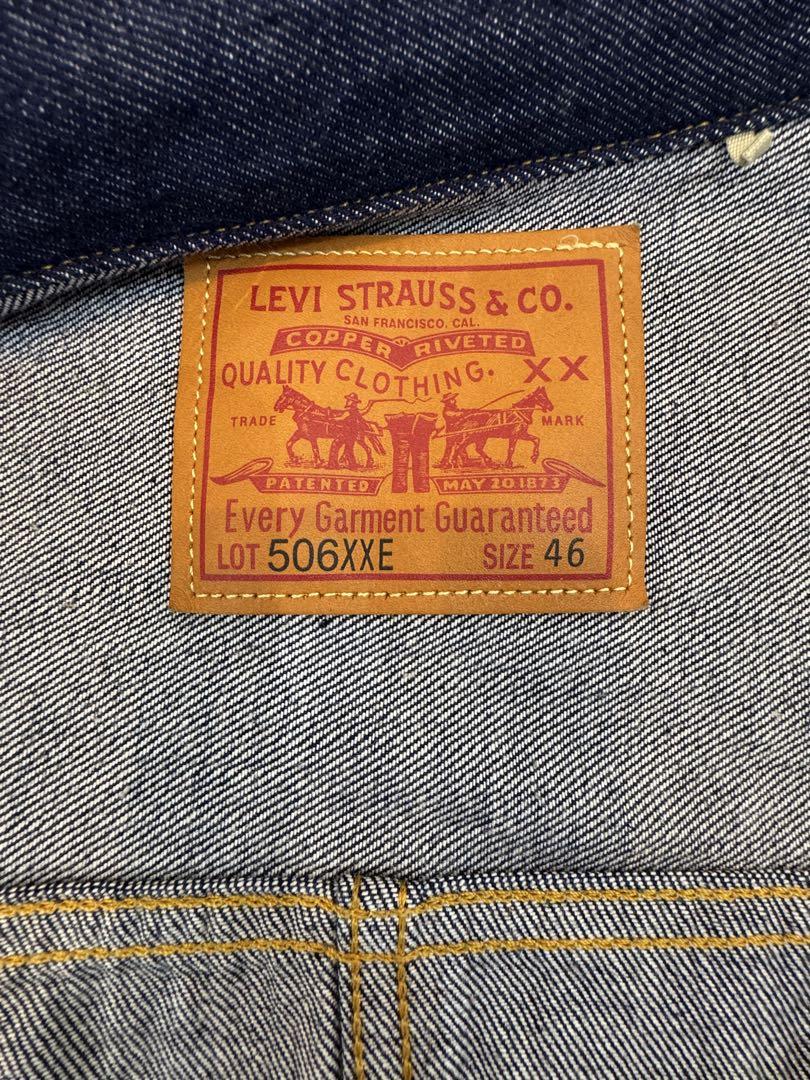 LEVI STRAUSS & CO.
SAN FRANCISCO. CAL.
COPPER RIVETED
QUALITY CLOTHING. XX
TRADE MARK
PATENTED MAY 20 1873
Every Garment Guaranteed
LOT 506XXE SIZE 46